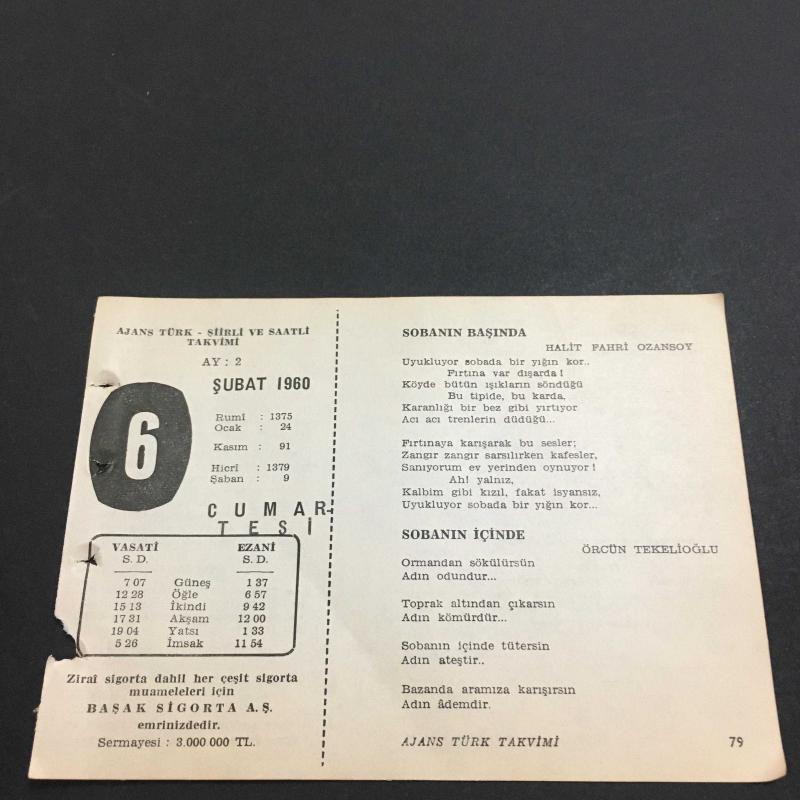 AJANS TÜRK - ŞİİRLİ VE SAATLİ
TAKVİMİ
AY : 2
ŞUBAT 1960
6
Rumî : 1375
Ocak : 24
Kasım : 91
Hicrî : 1379
Şaban : 9
CUMAR-
TESİ
VASATİ EZANİ
S. D. S. D.
7 07 Güneş 1 37
12 28 Öğle 6 57
15 13 İkindi 9 42
17 31 Akşam 12 00
19 04 Yatsı 1 33
5 26 İmsak 11 54
Ziraî sigorta dahil her çeşit sigorta
muameleleri için
BAŞAK SİGORTA A. Ş.
emrinizdedir.
Sermayesi : 3.000 000 TL.
SOBANIN BAŞINDA
HALİT FAHRİ OZANSOY
Uyukluyor sobada bir yığın kor..
Fırtına var dışarda !
Köyde bütün ışıkların söndüğü
Bu tipide, bu karda,
Karanlığı bir bez gibi yırtıyor
Acı acı trenlerin düdüğü...
Fırtınaya karışarak bu sesler;
Zangır zangır sarsılırken kafesler,
Sanıyorum ev yerinden oynuyor !
Ah! yalnız,
Kalbim gibi kızıl, fakat isyansız,
Uyukluyor sobada bir yığın kor...
SOBANIN İÇİNDE
ÖRCÜN TEKELİOĞLU
Ormandan sökülürsün
Adın odundur...
Toprak altından çıkarsın
Adın kömürdür...
Sobanın içinde tütersin
Adın ateştir..
Bazanda aramıza karışırsın
Adın âdemdir.
AJANS TÜRK TAKVİMİ 79